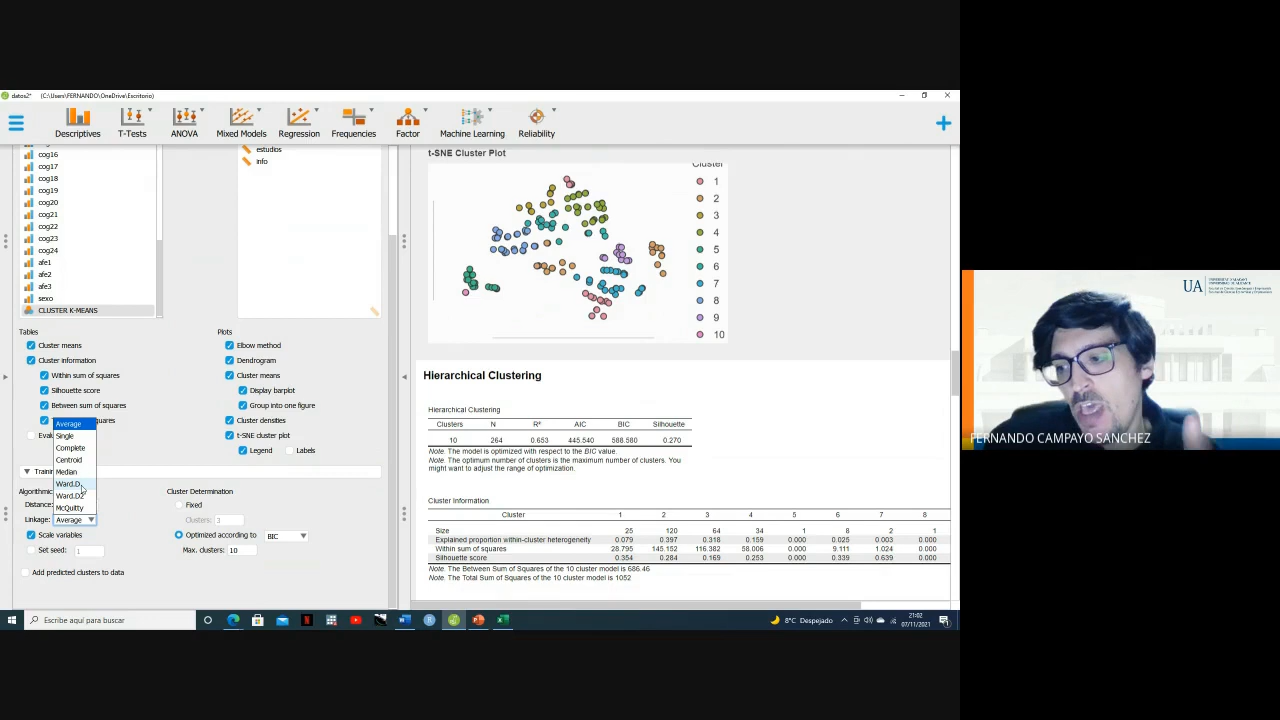 datos2* (C:\Users\FERNANDO\OneDrive\Escritorio)
Descriptives
T-Tests
ANOVA
Mixed Models
Regression
Frequencies
Factor
Machine Learning
Reliability
cog16
cog17
cog18
cog19
cog20
cog21
cog22
cog23
cog24
afe1
afe2
afe3
sexo
CLUSTER K-MEANS
estudios
info
Tables
Cluster means
Cluster information
Within sum of squares
Silhouette score
Between sum of squares
squares
Average
Single
Complete
Centroid
Median
Ward.D
Ward.D2
McQuitty
Plots
Elbow method
Dendrogram
Cluster means
Display barplot
Group into one figure
Cluster densities
t-SNE cluster plot
Legend Labels
Distance:
Linkage: Average
Scale variables
Set seed: 1
Add predicted clusters to data
Cluster Determination
Fixed
Clusters: 3
Optimized according to BIC
Max. clusters: 10
t-SNE Cluster Plot
Cluster
1
2
3
4
5
6
7
8
9
10
Hierarchical Clustering
Hierarchical Clustering
Clusters N R² AIC BIC Silhouette
10 264 0.653 445.540 588.580 0.270
Note. The model is optimized with respect to the BIC value.
Note. The optimum number of clusters is the maximum number of clusters. You
might want to adjust the range of optimization.
Cluster Information
Cluster 1 2 3 4 5 6 7 8
Size 25 120 64 34 1 8 2 1
Explained proportion within-cluster heterogeneity 0.079 0.397 0.318 0.159 0.000 0.025 0.003 0.000
Within sum of squares 28.795 145.152 116.382 58.006 0.000 9.111 1.024 0.000
Silhouette score 0.354 0.284 0.169 0.253 0.000 0.339 0.639 0.000
Note. The Between Sum of Squares of the 10 cluster model is 686.46
Note. The Total Sum of Squares of the 10 cluster model is 1052
Escribe aquí para buscar
8°C Despejado
21:02
07/11/2021
UA
FERNANDO CAMPAYO SANCHEZ